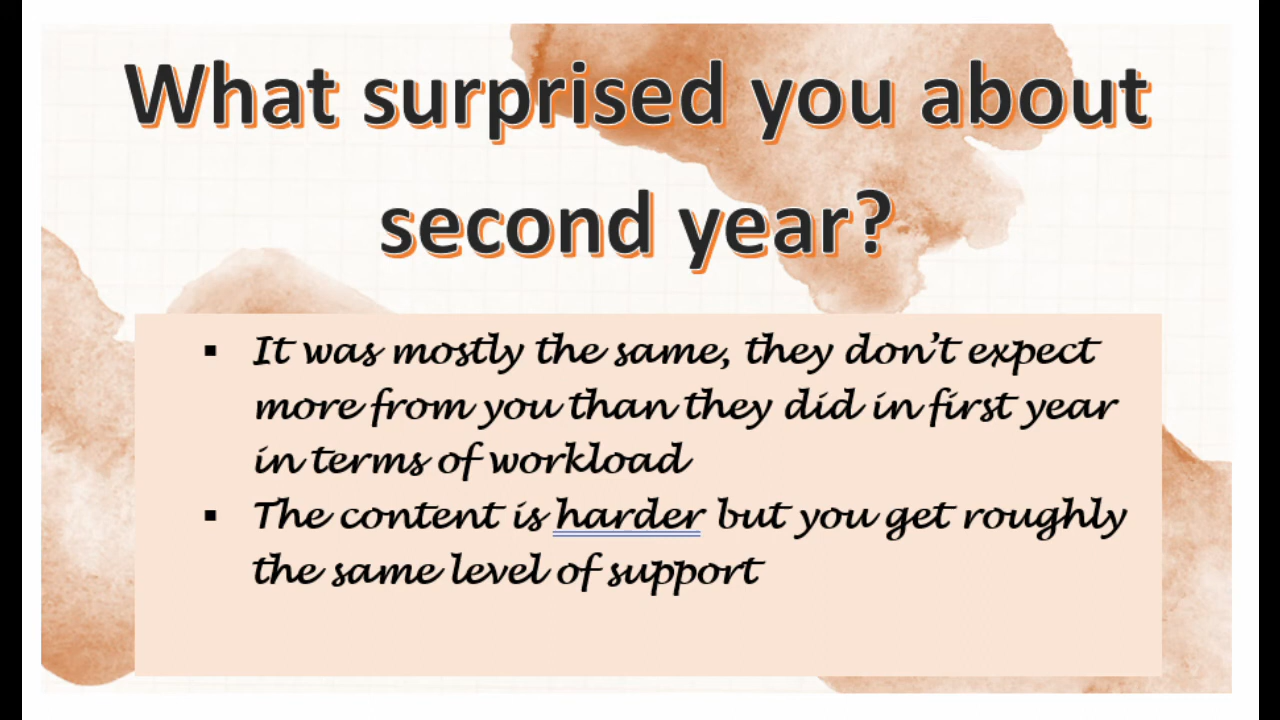 What surprised you about
second year?
▪ It was mostly the same, they don’t expect
more from you than they did in first year
in terms of workload
▪ The content is harder but you get roughly
the same level of support